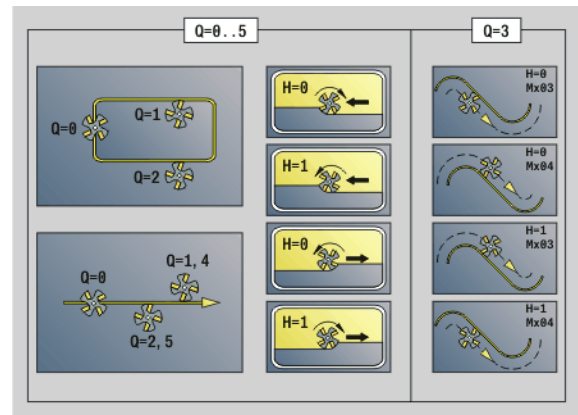 Q=0..5
Q=3
Q=0
Q=1
Q=2
Q=0
Q=1, 4
Q=2, 5
H=0
H=1
H=0
H=1
H=0
Mx03
H=0
Mx04
H=1
Mx03
H=1
Mx04